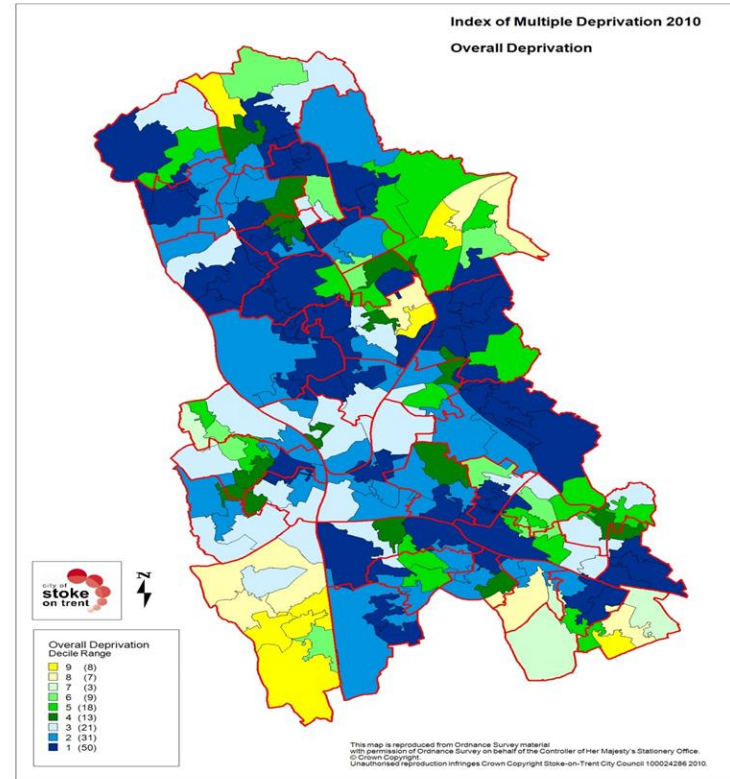 Index of Multiple Deprivation 2010
Overall Deprivation
city of
stoke
on trent
N
Overall Deprivation
Decile Range
9 (8)
8 (7)
7 (3)
6 (9)
5 (18)
4 (13)
3 (21)
2 (31)
1 (50)
This map is reproduced from Ordnance Survey material
with permission of Ordnance Survey on behalf of the Controller of Her Majesty's Stationery Office.
© Crown Copyright.
Unauthorised reproduction infringes Crown Copyright Stoke-on-Trent City Council 100024286 2010.